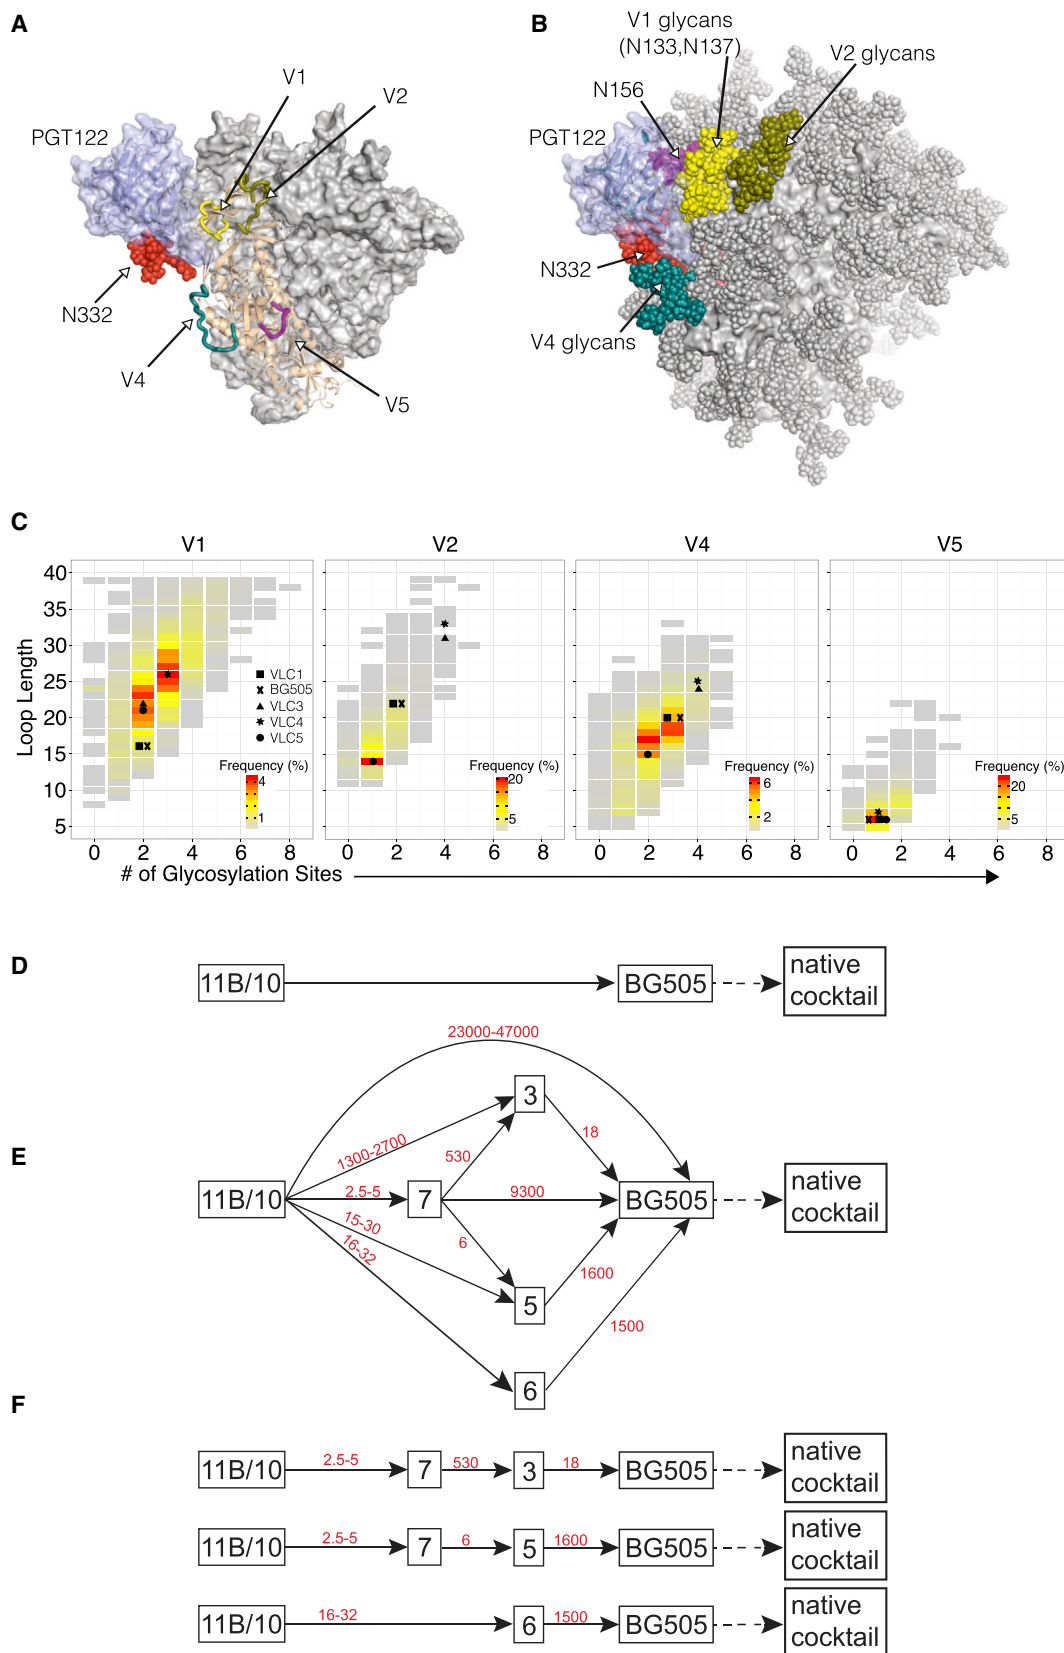 A
V1
V2
PGT122
N332
V4
V5
B
V1 glycans
(N133,N137)
V2 glycans
N156
PGT122
N332
V4 glycans
C
V1
V2
V4
V5
Loop Length
40
35
30
25
20
15
10
5
VLC1
BG505
VLC3
VLC4
VLC5
Frequency (%)
4
1
Frequency (%)
20
5
Frequency (%)
6
2
Frequency (%)
20
5
0 2 4 6 8
0 2 4 6 8
0 2 4 6 8
0 2 4 6 8
# of Glycosylation Sites
D
11B/10
BG505
native
cocktail
E
23000-47000
3
1300-2700
530
18
11B/10
2.5-5
7
9300
BG505
native
cocktail
15-30
6
16-32
5
1600
1500
6
F
11B/10
2.5-5
7
530
3
18
BG505
native
cocktail
11B/10
2.5-5
7
6
5
1600
BG505
native
cocktail
11B/10
16-32
6
1500
BG505
native
cocktail